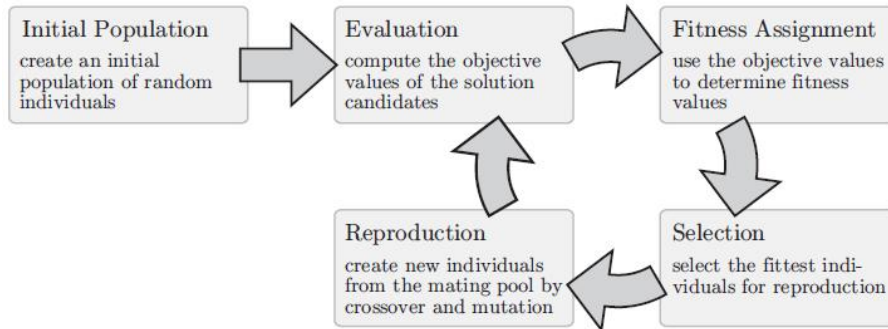 Initial Population
create an initial
population of random
individuals
Evaluation
compute the objective
values of the solution
candidates
Fitness Assignment
use the objective values
to determine fitness
values
Reproduction
create new individuals
from the mating pool by
crossover and mutation
Selection
select the fittest indi-
viduals for reproduction